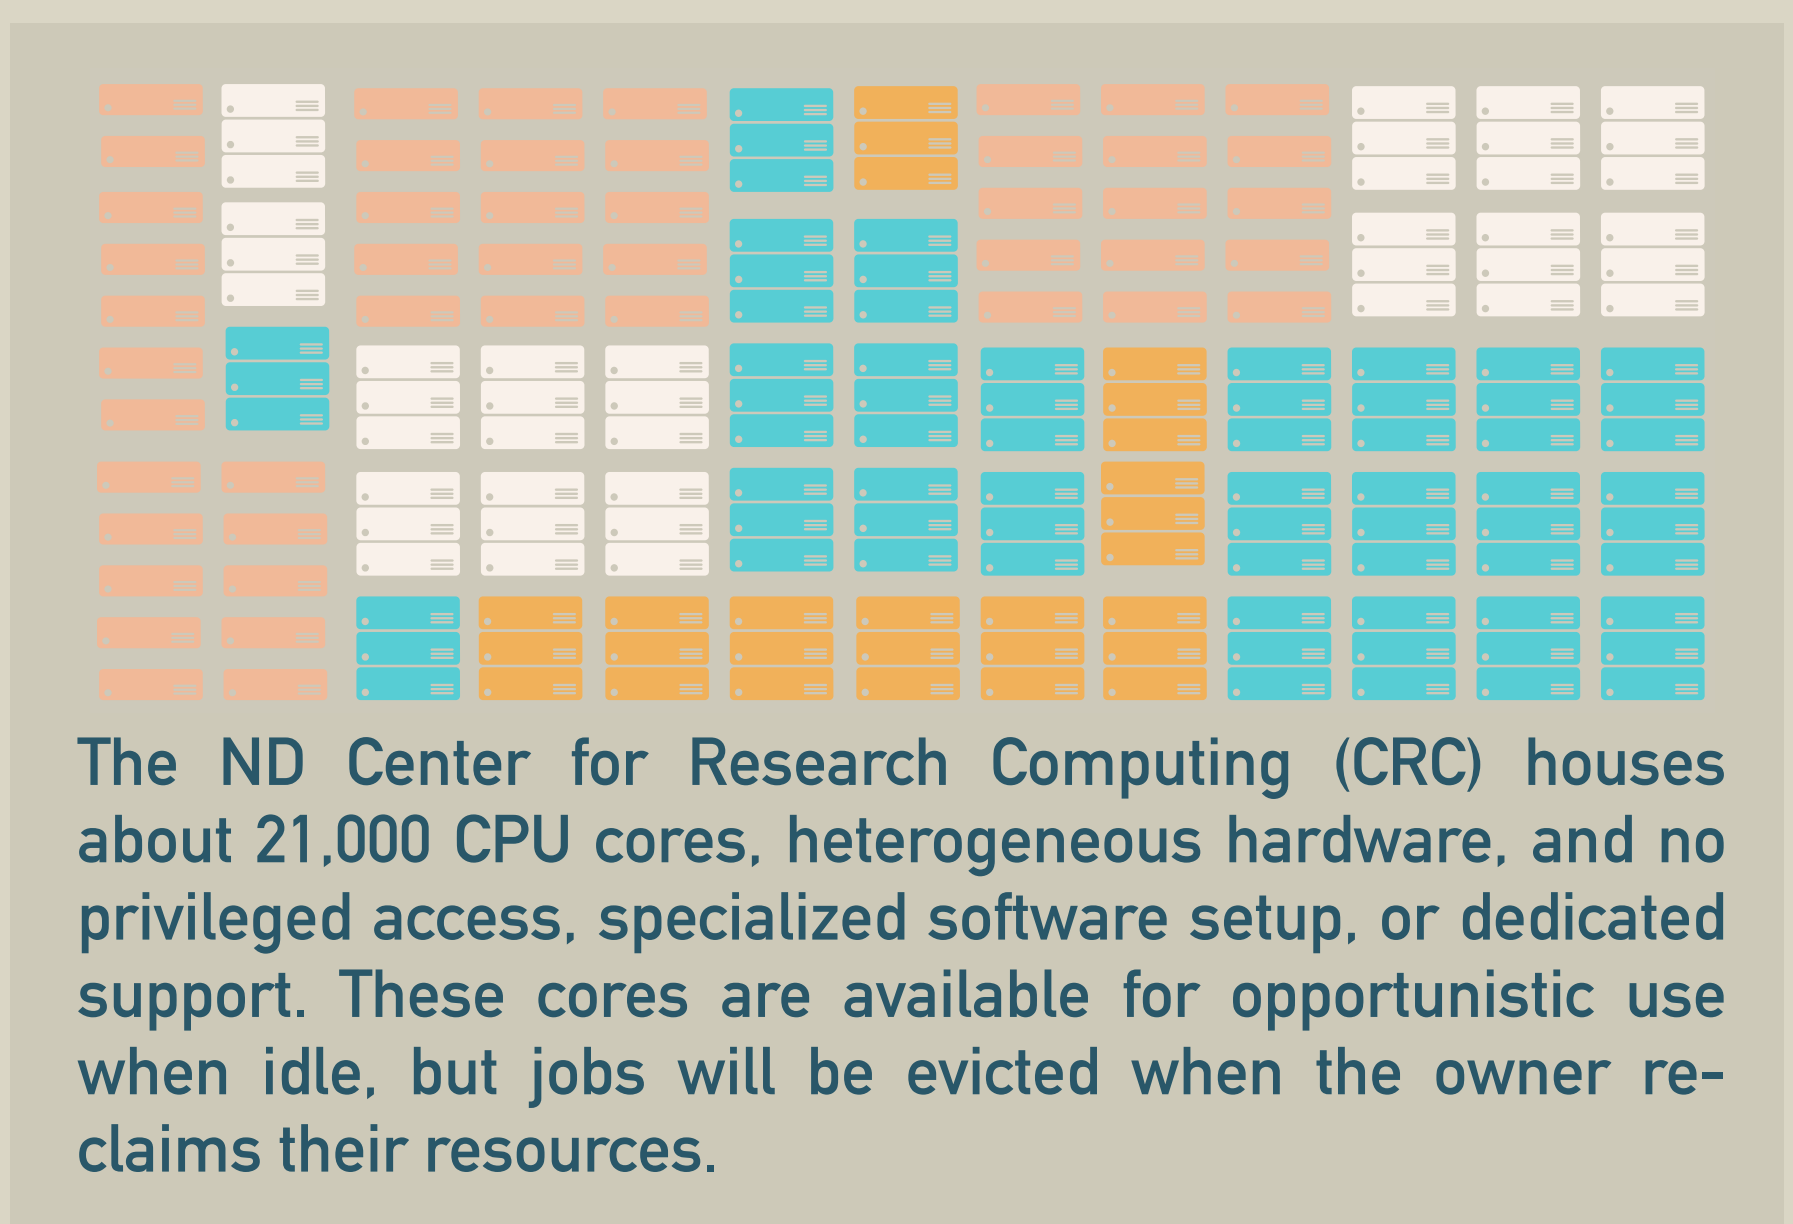 The ND Center for Research Computing (CRC) houses
about 21,000 CPU cores, heterogeneous hardware, and no
privileged access, specialized software setup, or dedicated
support. These cores are available for opportunistic use
when idle, but jobs will be evicted when the owner re-
claims their resources.